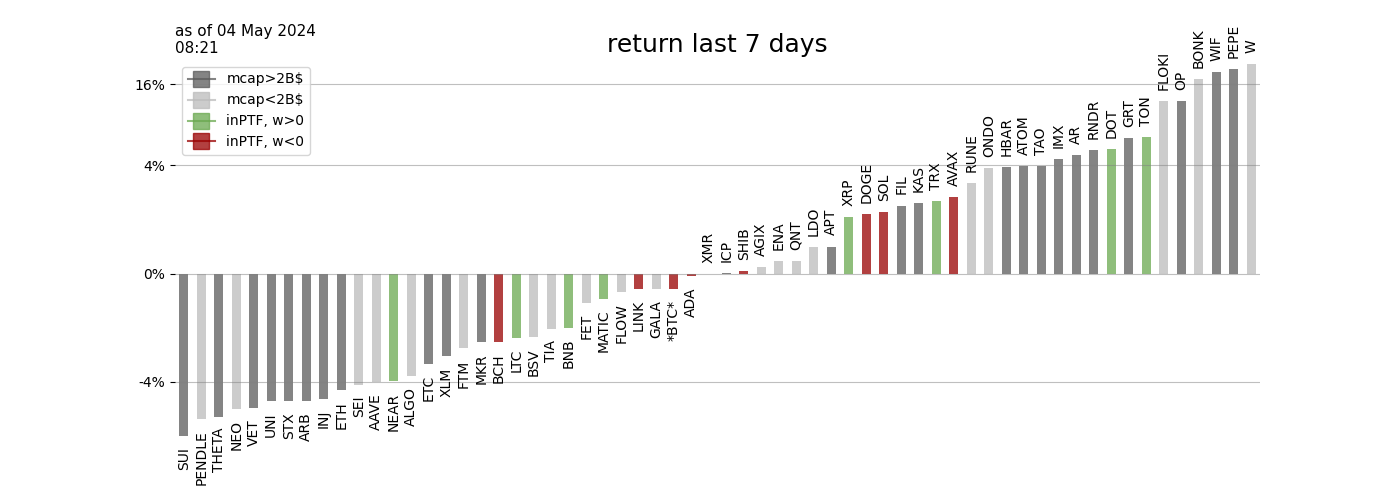 as of 04 May 2024
08:21
return last 7 days
mcap>2B$
mcap<2B$
inPTF, w>0
inPTF, w<0
16%
4%
0%
-4%
SUI
PENDLE
THETA
NEO
VET
UNI
STX
ARB
INJ
ETH
SEI
AAVE
NEAR
ALGO
ETC
XLM
FTM
MKR
BCH
LTC
BSV
TIA
BNB
FET
MATIC
FLOW
LINK
GALA
*BTC*
ADA
XMR
ICP
SHIB
AGIX
ENA
QNT
LDO
APT
XRP
DOGE
SOL
FIL
KAS
TRX
AVAX
RUNE
ONDO
HBAR
ATOM
TAO
IMX
AR
RNDR
DOT
GRT
TON
FLOKI
OP
BONK
WIF
PEPE
W